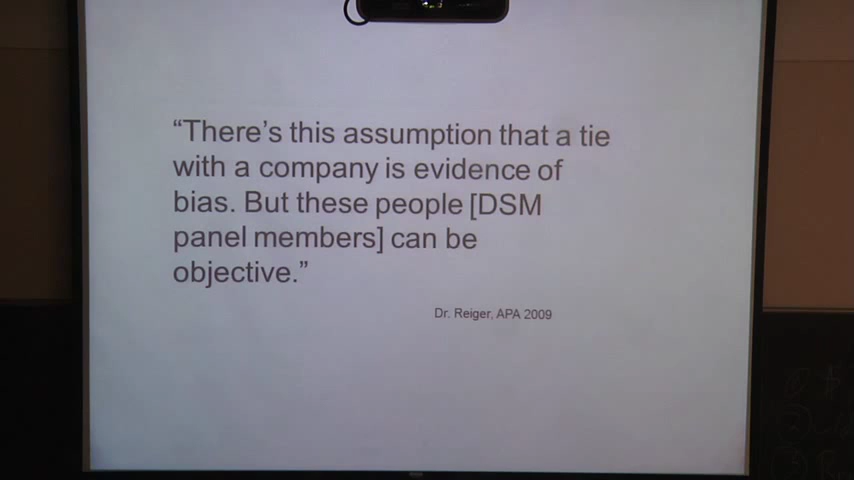 “There’s this assumption that a tie
with a company is evidence of
bias. But these people [DSM
panel members] can be
objective.”
Dr. Reiger, APA 2009